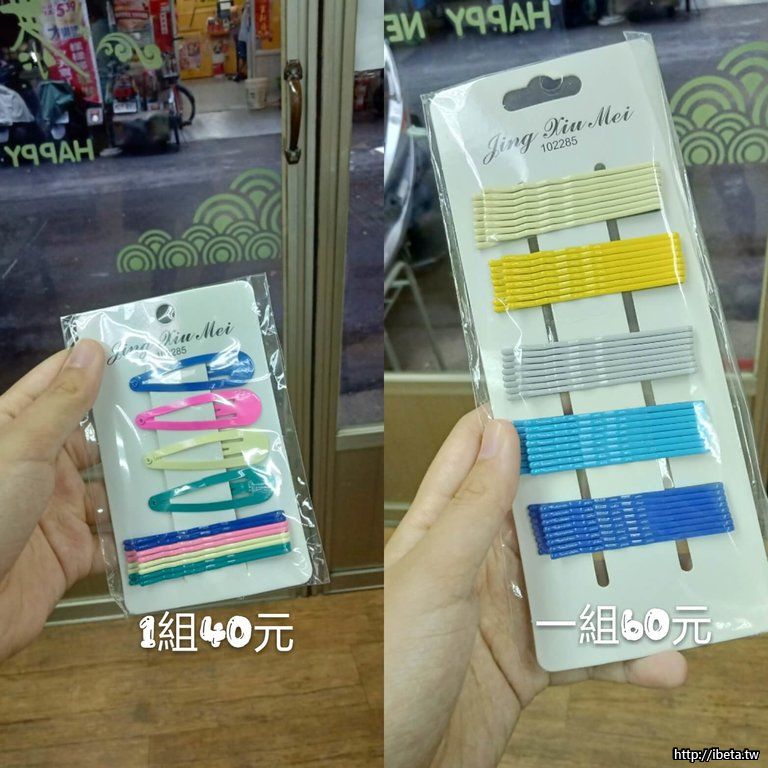 HAPPY
Jing Xiu Mei
102285
1組40元
HAPPY NE
Jing Xiu Mei
102285
一組60元
http://ibeta.tw